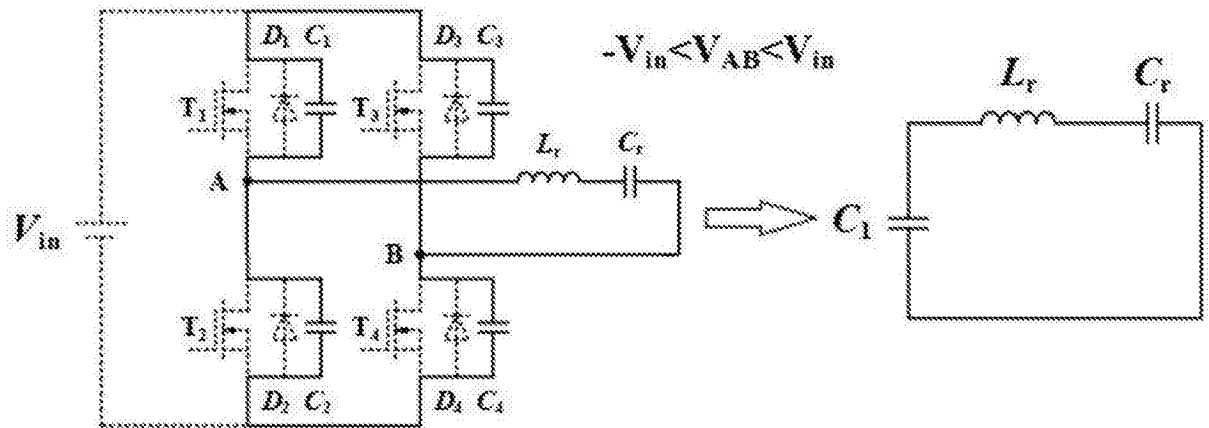 D₁ C₁ D₃ C₃
-Vin<VAB<Vin
Lr Cr
T₁ T₃
Lr Cr
A
Vin
C₁
B
T₂ T₄
D₂ C₂ D₄ C₄